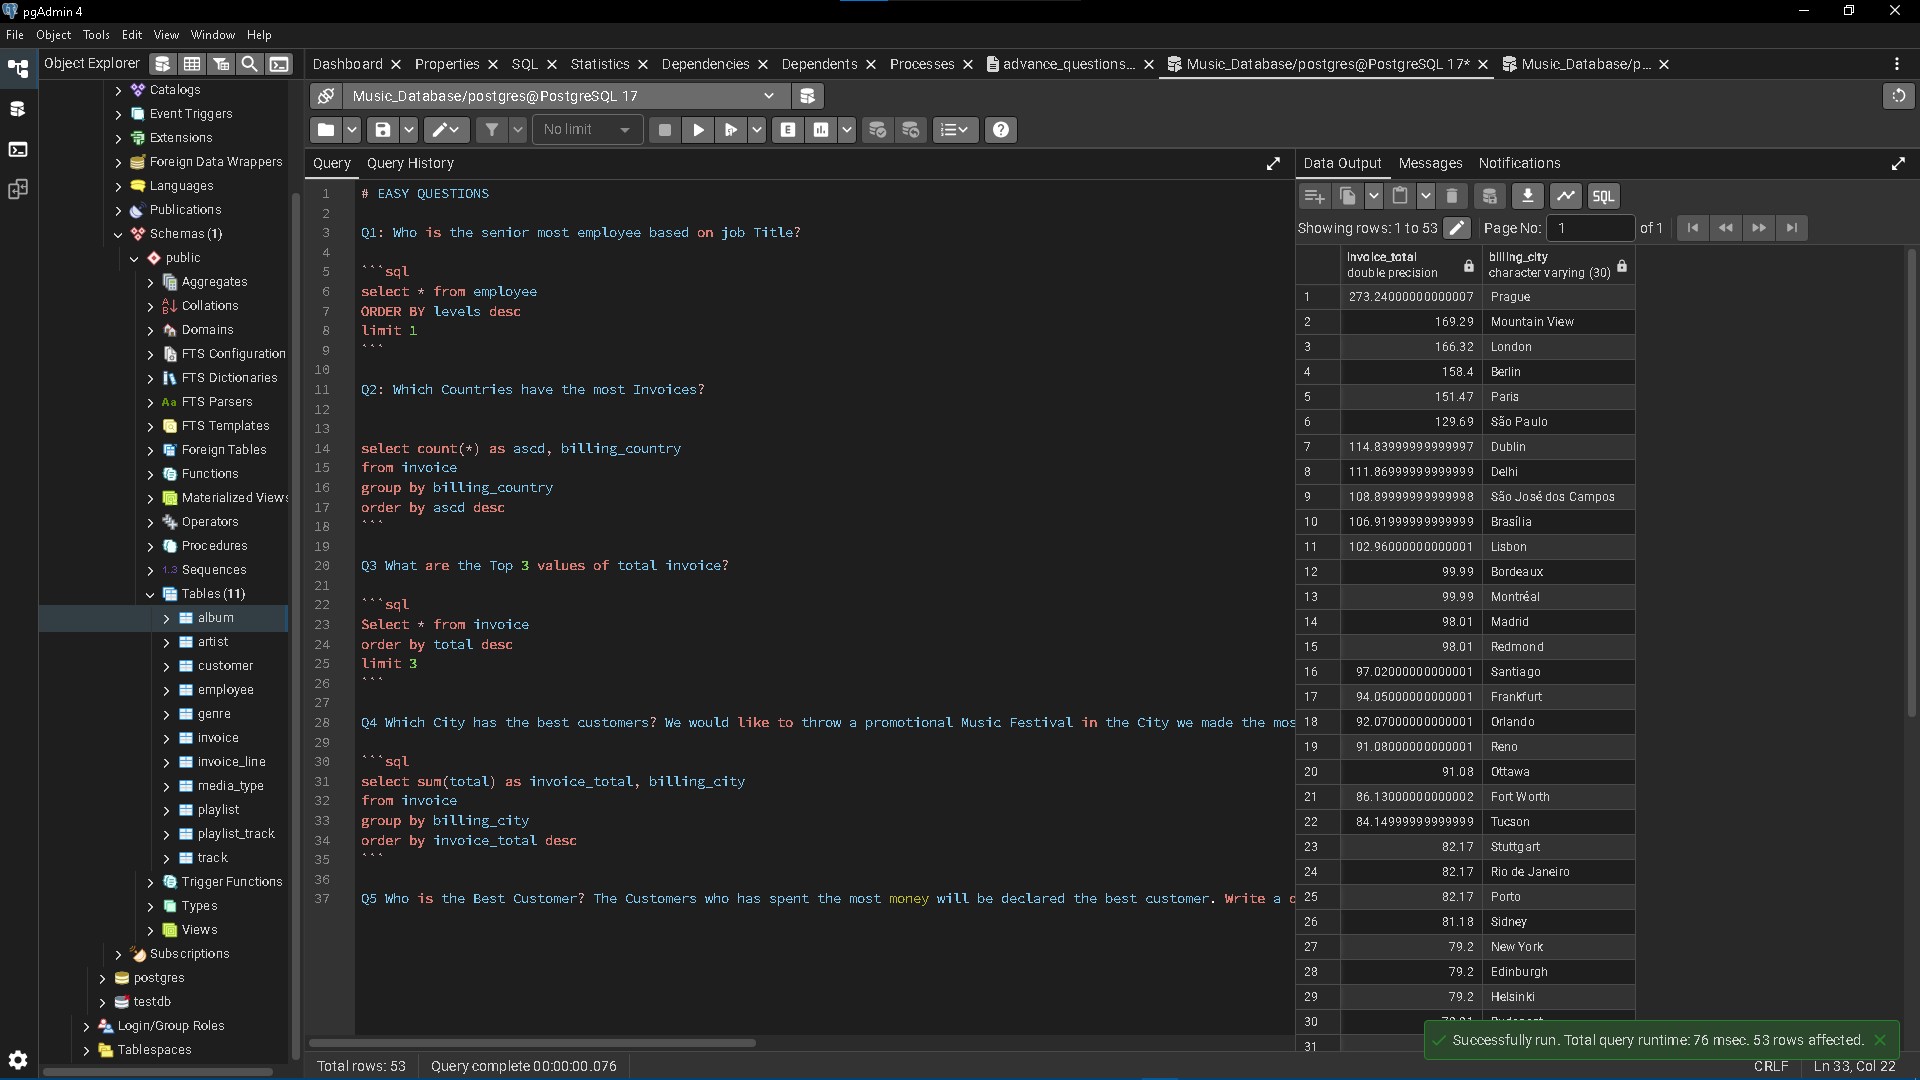 pgAdmin 4
File Object Tools Edit View Window Help
Object Explorer
Dashboard Properties SQL Statistics Dependencies Dependents Processes advance_questions... Music_Database/postgres@PostgreSQL 17* Music_Database/p...
Catalogs
Event Triggers
Extensions
Foreign Data Wrappers
Languages
Publications
Schemas (1)
public
Aggregates
Collations
Domains
FTS Configuration
FTS Dictionaries
Aa FTS Parsers
FTS Templates
Foreign Tables
Functions
Materialized Views
Operators
Procedures
1.3 Sequences
Tables (11)
album
artist
customer
employee
genre
invoice
invoice_line
media_type
playlist
playlist_track
track
Trigger Functions
Types
Views
Subscriptions
postgres
testdb
Login/Group Roles
Tablespaces
Music_Database/postgres@PostgreSQL 17
No limit
E
Query Query History
1 # EASY QUESTIONS
2
3 Q1: Who is the senior most employee based on job Title?
4
5 ```sql
6 select * from employee
7 ORDER BY levels desc
8 limit 1
9 ```
10
11 Q2: Which Countries have the most Invoices?
12
13
14 select count(*) as ascd, billing_country
15 from invoice
16 group by billing_country
17 order by ascd desc
18 ```
19
20 Q3 What are the Top 3 values of total invoice?
21
22 ```sql
23 Select * from invoice
24 order by total desc
25 limit 3
26 ```
27
28 Q4 Which City has the best customers? We would like to throw a promotional Music Festival in the City we made the mos
29
30 ```sql
31 select sum(total) as invoice_total, billing_city
32 from invoice
33 group by billing_city
34 order by invoice_total desc
35 ```
36
37 Q5 Who is the Best Customer? The Customers who has spent the most money will be declared the best customer. Write a
Data Output Messages Notifications
SQL
Showing rows: 1 to 53 Page No: 1 of 1
invoice_total double precision billing_city character varying (30)
1 273.24000000000007 Prague
2 169.29 Mountain View
3 166.32 London
4 158.4 Berlin
5 151.47 Paris
6 129.69 São Paulo
7 114.83999999999997 Dublin
8 111.86999999999999 Delhi
9 108.89999999999998 São José dos Campos
10 106.91999999999999 Brasília
11 102.96000000000001 Lisbon
12 99.99 Bordeaux
13 99.99 Montréal
14 98.01 Madrid
15 98.01 Redmond
16 97.02000000000001 Santiago
17 94.05000000000001 Frankfurt
18 92.07000000000001 Orlando
19 91.08000000000001 Reno
20 91.08 Ottawa
21 86.13000000000002 Fort Worth
22 84.14999999999999 Tucson
23 82.17 Stuttgart
24 82.17 Rio de Janeiro
25 82.17 Porto
26 81.18 Sidney
27 79.2 New York
28 79.2 Edinburgh
29 79.2 Helsinki
30
31
Successfully run. Total query runtime: 76 msec. 53 rows affected.
Total rows: 53 Query complete 00:00:00.076 CRLF Ln 33, Col 22